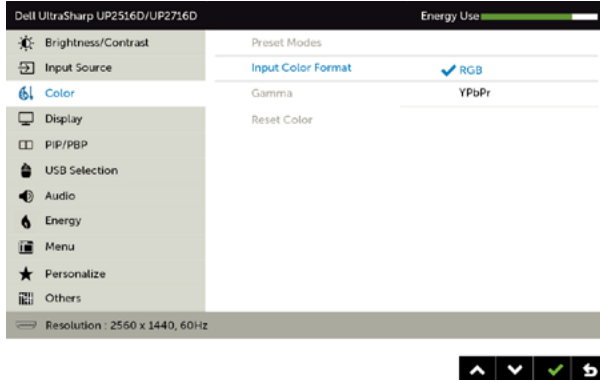 Dell UltraSharp UP2516D/UP2716D
Energy Use
Brightness/Contrast
Preset Modes
Input Source
Input Color Format
RGB
Color
Gamma
YPbPr
Display
Reset Color
PIP/PBP
USB Selection
Audio
Energy
Menu
Personalize
Others
Resolution : 2560 x 1440, 60Hz